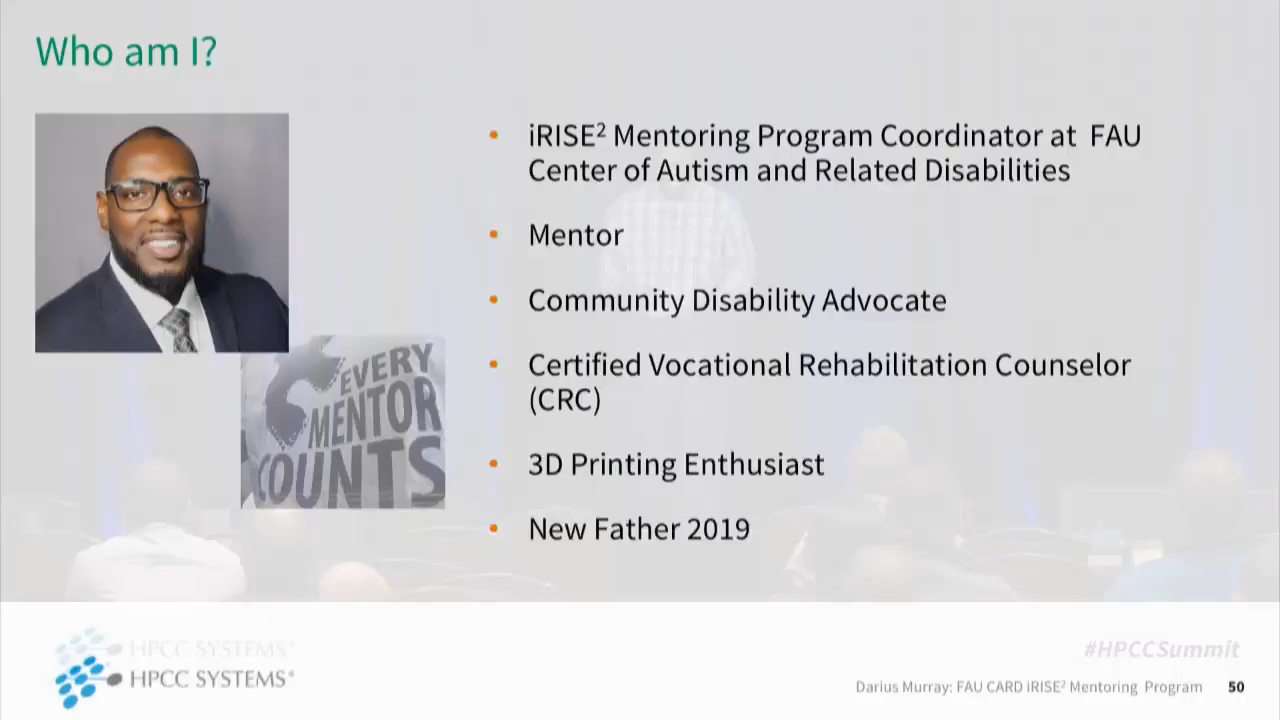 Who am I?
• iRISE² Mentoring Program Coordinator at FAU
Center of Autism and Related Disabilities
• Mentor
• Community Disability Advocate
• Certified Vocational Rehabilitation Counselor
(CRC)
• 3D Printing Enthusiast
• New Father 2019
EVERY
MENTOR
COUNTS
HPCC SYSTEMS®
HPCC SYSTEMS®
#HPCCSummit
Darius Murray: FAU CARD iRISE² Mentoring Program 50